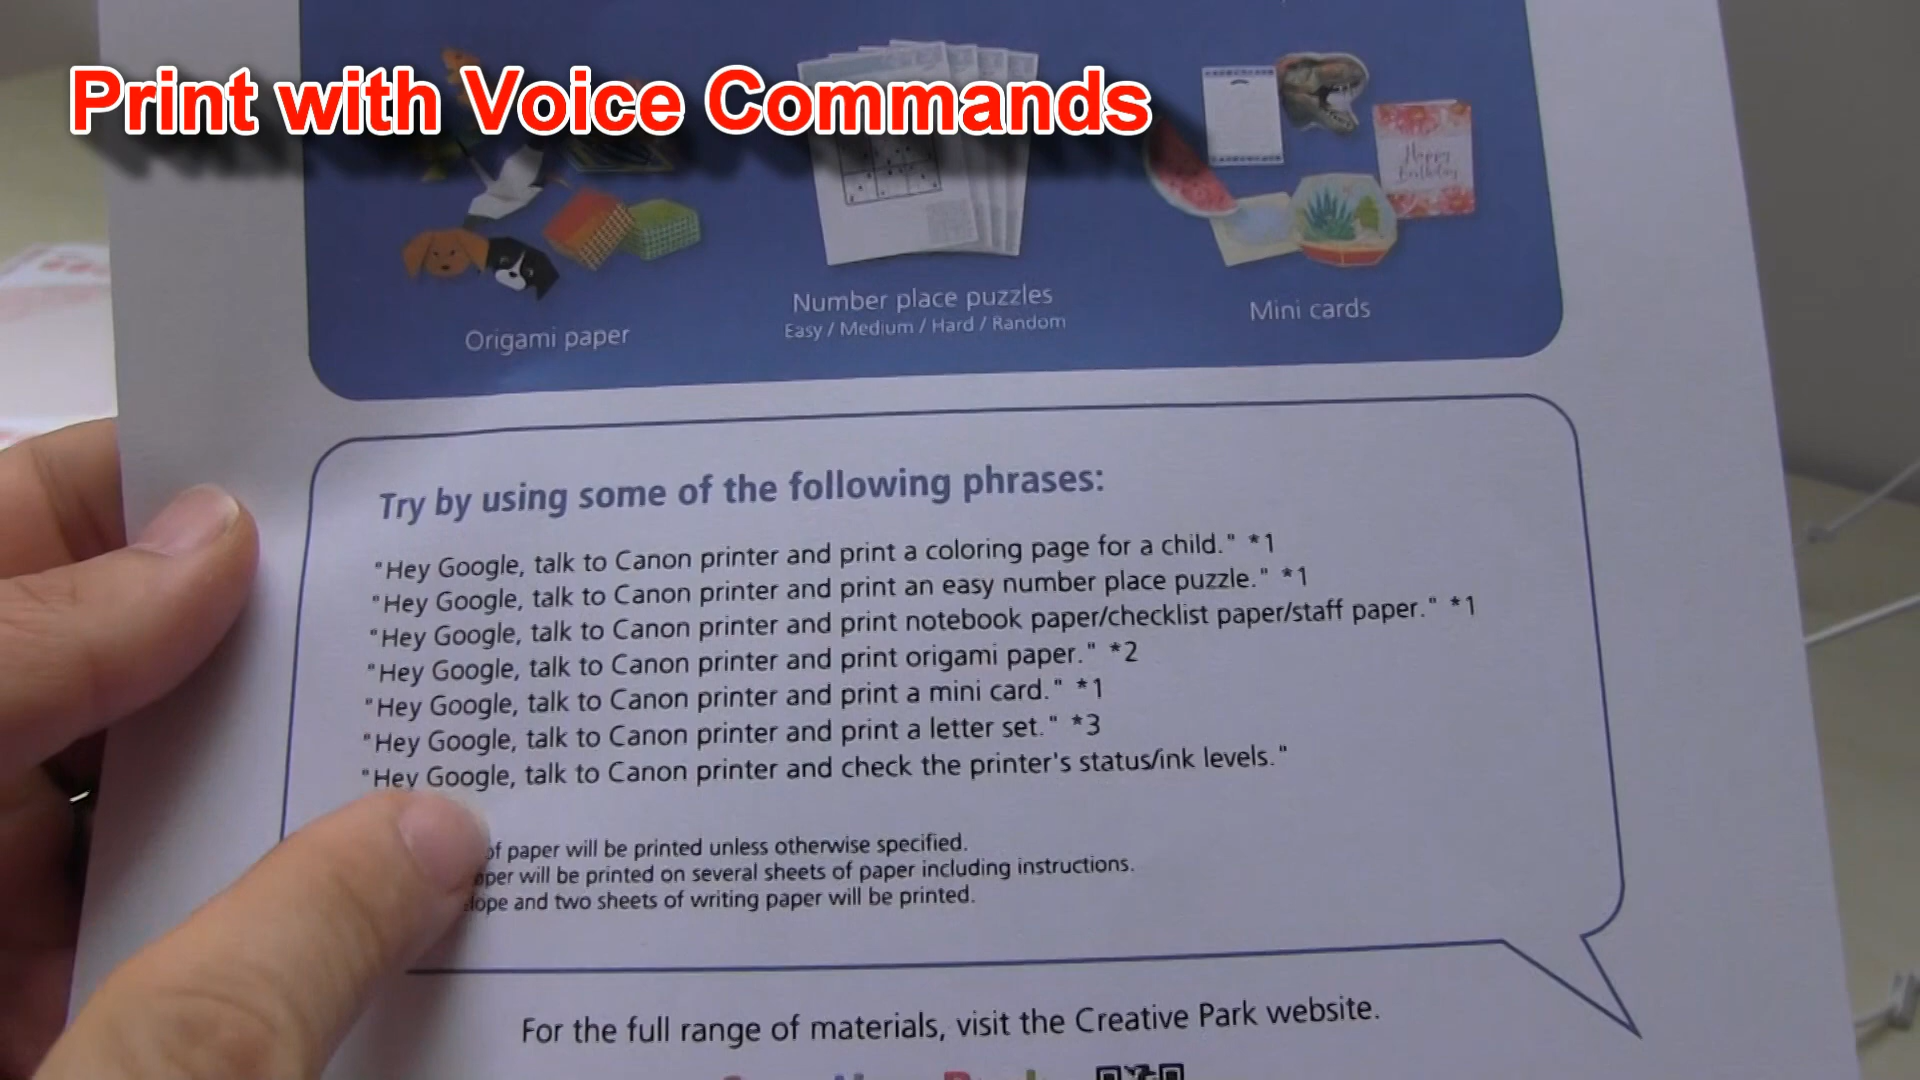 Print with Voice Commands
Happy
Birthday
Origami paper
Number place puzzles
Easy / Medium / Hard / Random
Mini cards
Try by using some of the following phrases:
"Hey Google, talk to Canon printer and print a coloring page for a child." *1
"Hey Google, talk to Canon printer and print an easy number place puzzle." *1
"Hey Google, talk to Canon printer and print notebook paper/checklist paper/staff paper." *1
"Hey Google, talk to Canon printer and print origami paper." *2
"Hey Google, talk to Canon printer and print a mini card." *1
"Hey Google, talk to Canon printer and print a letter set." *3
"Hey Google, talk to Canon printer and check the printer's status/ink levels."
of paper will be printed unless otherwise specified.
will be printed on several sheets of paper including instructions.
and two sheets of writing paper will be printed.
For the full range of materials, visit the Creative Park website.